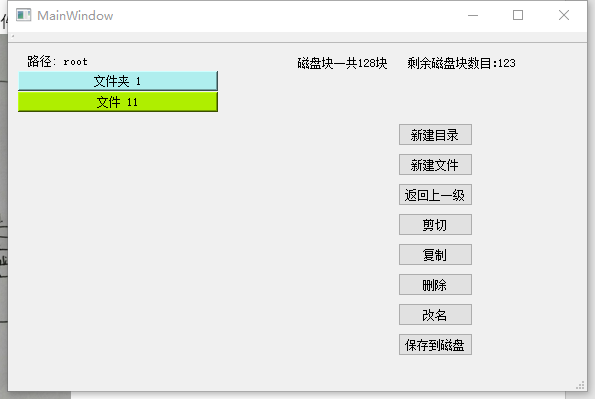 MainWindow
路径: root
磁盘块一共128块 剩余磁盘块数目:123
文件夹 1
文件 11
新建目录
新建文件
返回上一级
剪切
复制
删除
改名
保存到磁盘